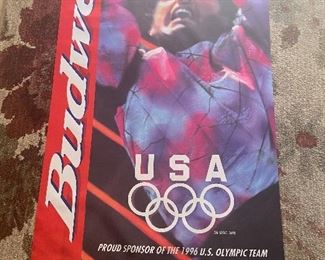 Budwe
USA
PROUD SPONSOR OF THE 1996 U.S. OLYMPIC TEAM